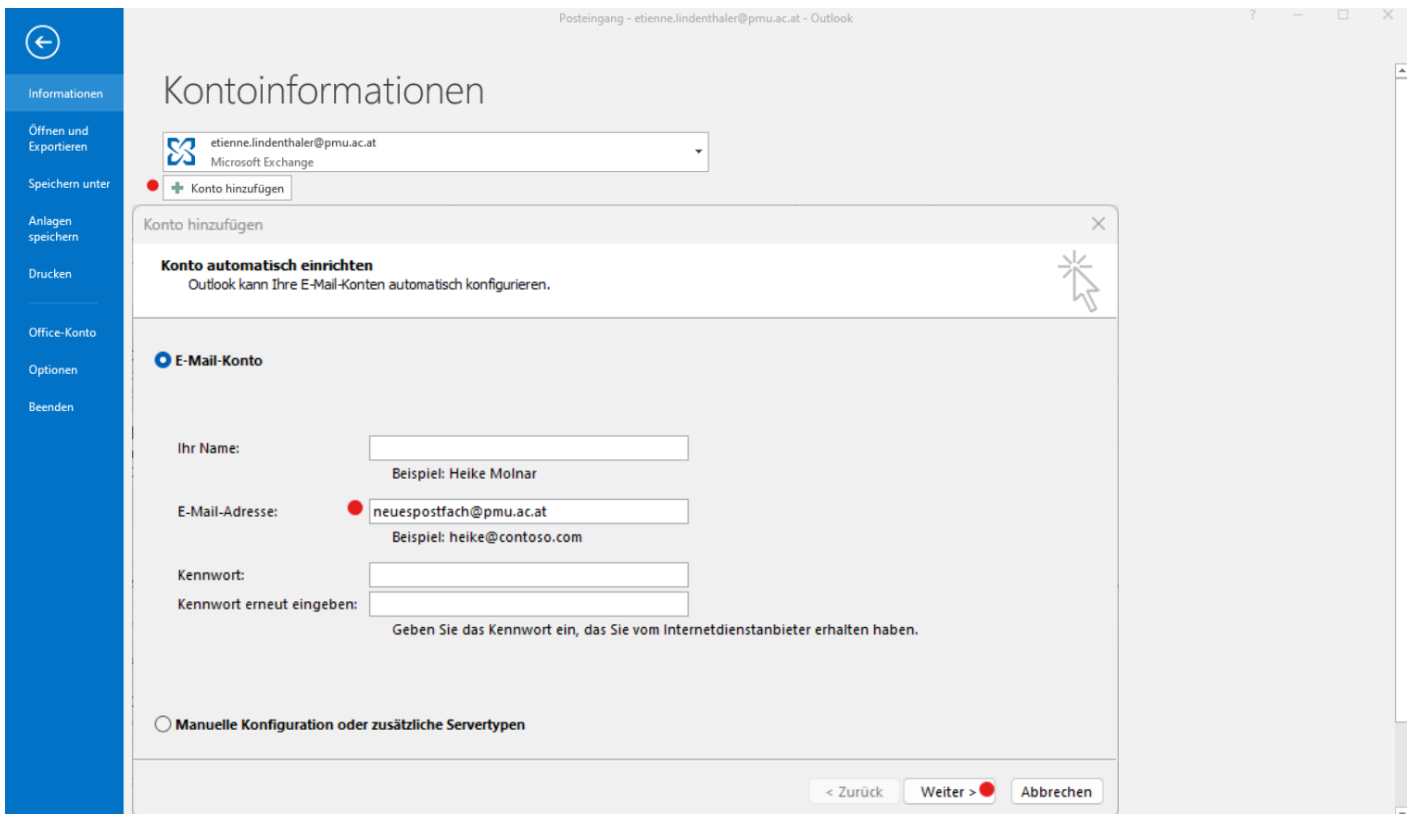 Posteingang - etienne.lindenthaler@pmu.ac.at - Outlook
?
Informationen
Öffnen und
Exportieren
Speichern unter
Anlagen
speichern
Drucken
Office-Konto
Optionen
Beenden
Kontoinformationen
etienne.lindenthaler@pmu.ac.at
Microsoft Exchange
Konto hinzufügen
Konto hinzufügen
Konto automatisch einrichten
Outlook kann Ihre E-Mail-Konten automatisch konfigurieren.
E-Mail-Konto
Ihr Name:
Beispiel: Heike Molnar
E-Mail-Adresse: neuespostfach@pmu.ac.at
Beispiel: heike@contoso.com
Kennwort:
Kennwort erneut eingeben:
Geben Sie das Kennwort ein, das Sie vom Internetdienstanbieter erhalten haben.
Manuelle Konfiguration oder zusätzliche Servertypen
< Zurück Weiter > Abbrechen